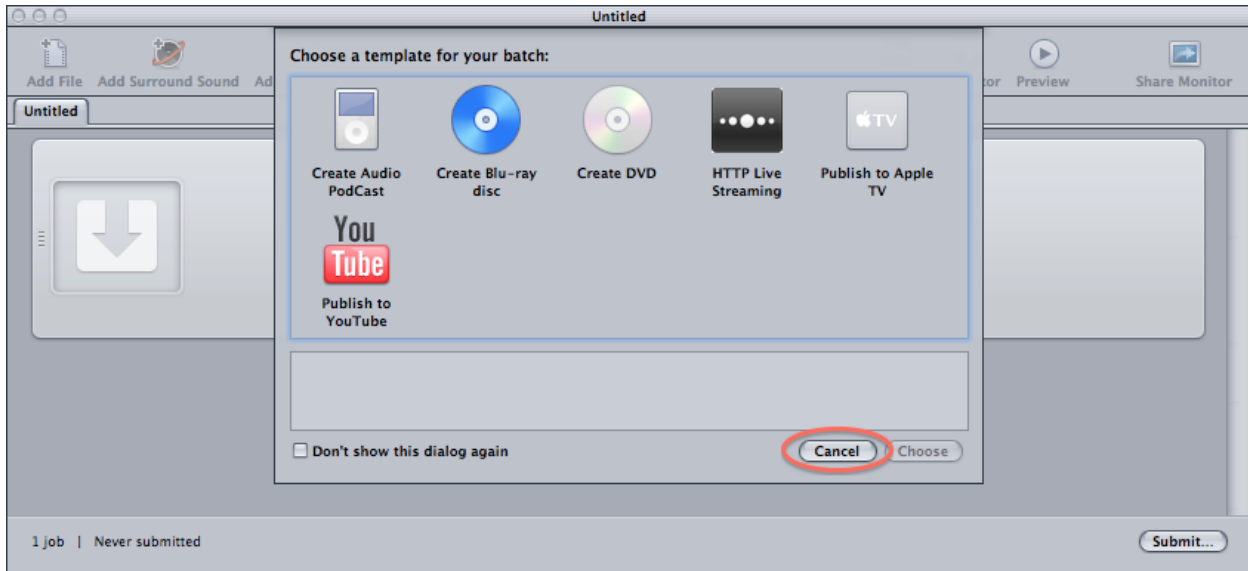 Untitled
Add File Add Surround Sound Ad
tor Preview Share Monitor
Untitled
Choose a template for your batch:
Create Audio PodCast
Create Blu-ray disc
Create DVD
HTTP Live Streaming
tv
Publish to Apple TV
You Tube
Publish to YouTube
Don't show this dialog again
Cancel Choose
1 job | Never submitted
Submit...